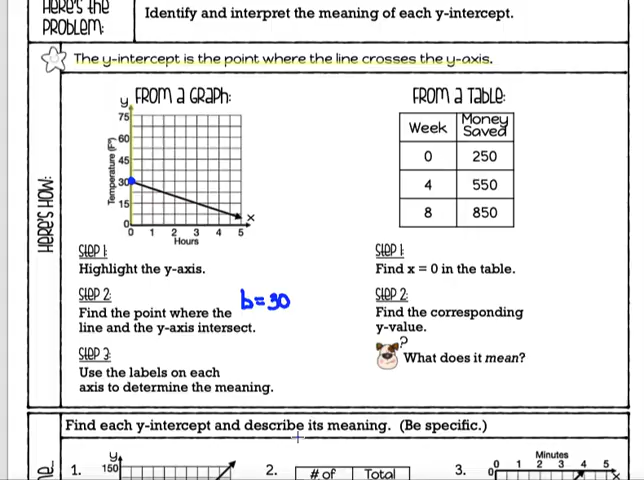 Here's the
Problem:
Identify and interpret the meaning of each y-intercept.
The y-intercept is the point where the line crosses the y-axis.
Here's How:
From a Graph:
y
75
60
45
30
15
0
Temperature (F°)
0 1 2 3 4 5
x
Hours
Step 1:
Highlight the y-axis.
Step 2:
Find the point where the
line and the y-axis intersect.
b=30
Step 3:
Use the labels on each
axis to determine the meaning.
From a Table:
Week Money Saved
0 250
4 550
8 850
Step 1:
Find x = 0 in the table.
Step 2:
Find the corresponding
y-value.
?
What does it mean?
Find each y-intercept and describe its meaning. (Be specific.)
1.
y
150
2.
# of Total
3.
Minutes
0 1 2 3 4 5
0
x